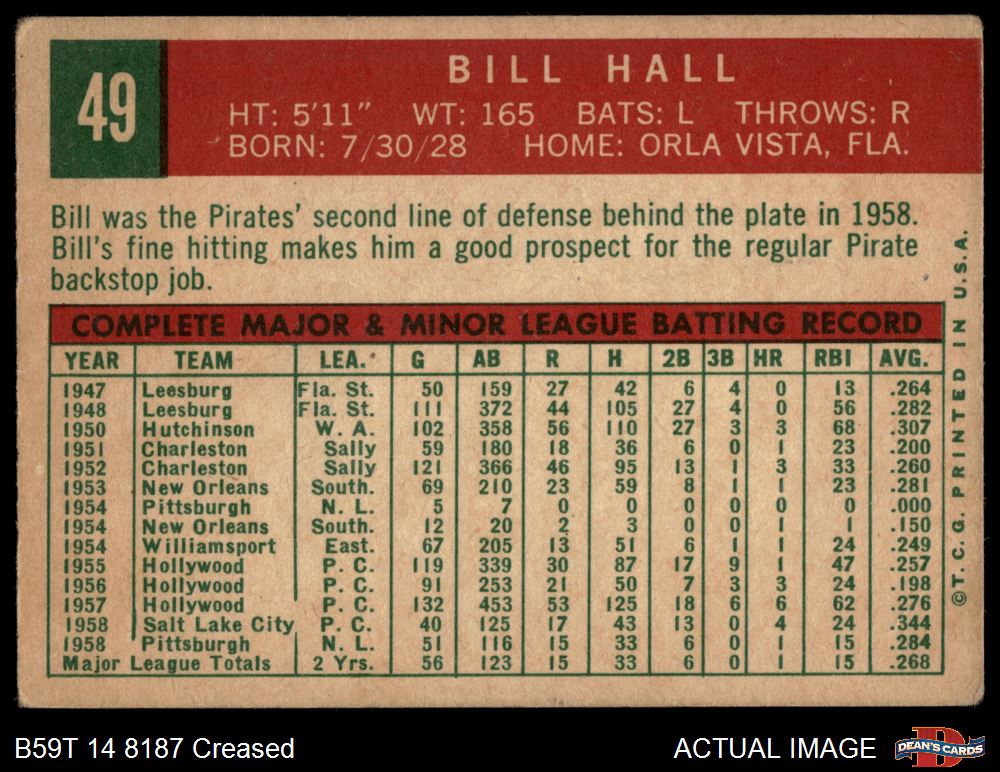 49
BILL HALL
HT: 5'11" WT: 165 BATS: L THROWS: R
BORN: 7/30/28 HOME: ORLA VISTA, FLA.
Bill was the Pirates' second line of defense behind the plate in 1958.
Bill's fine hitting makes him a good prospect for the regular Pirate
backstop job.
COMPLETE MAJOR & MINOR LEAGUE BATTING RECORD
YEAR TEAM LEA. G AB R H 2B 3B HR RBI AVG.
1947 Leesburg Fla. St. 50 159 27 42 6 4 0 13 .264
1948 Leesburg Fla. St. 111 372 44 105 27 4 0 56 .282
1950 Hutchinson W. A. 102 358 56 110 27 3 3 68 .307
1951 Charleston Sally 59 180 18 36 6 0 1 23 .200
1952 Charleston Sally 121 366 46 95 13 1 3 33 .260
1953 New Orleans South. 69 210 23 59 8 1 1 23 .281
1954 Pittsburgh N. L. 5 7 0 0 0 0 0 0 .000
1954 New Orleans South. 12 20 2 3 0 0 1 1 .150
1954 Williamsport East. 67 205 13 51 6 1 1 24 .249
1955 Hollywood P. C. 119 339 30 87 17 9 1 47 .257
1956 Hollywood P. C. 91 253 21 50 7 3 3 24 .198
1957 Hollywood P. C. 132 453 53 125 18 6 6 62 .276
1958 Salt Lake City P. C. 40 125 17 43 13 0 4 24 .344
1958 Pittsburgh N. L. 51 116 15 33 6 0 1 15 .284
Major League Totals 2 Yrs. 56 123 15 33 6 0 1 15 .268
©T. C. G. PRINTED IN U.S.A.
B59T 14 8187 Creased
ACTUAL IMAGE
D
DEAN'S CARDS